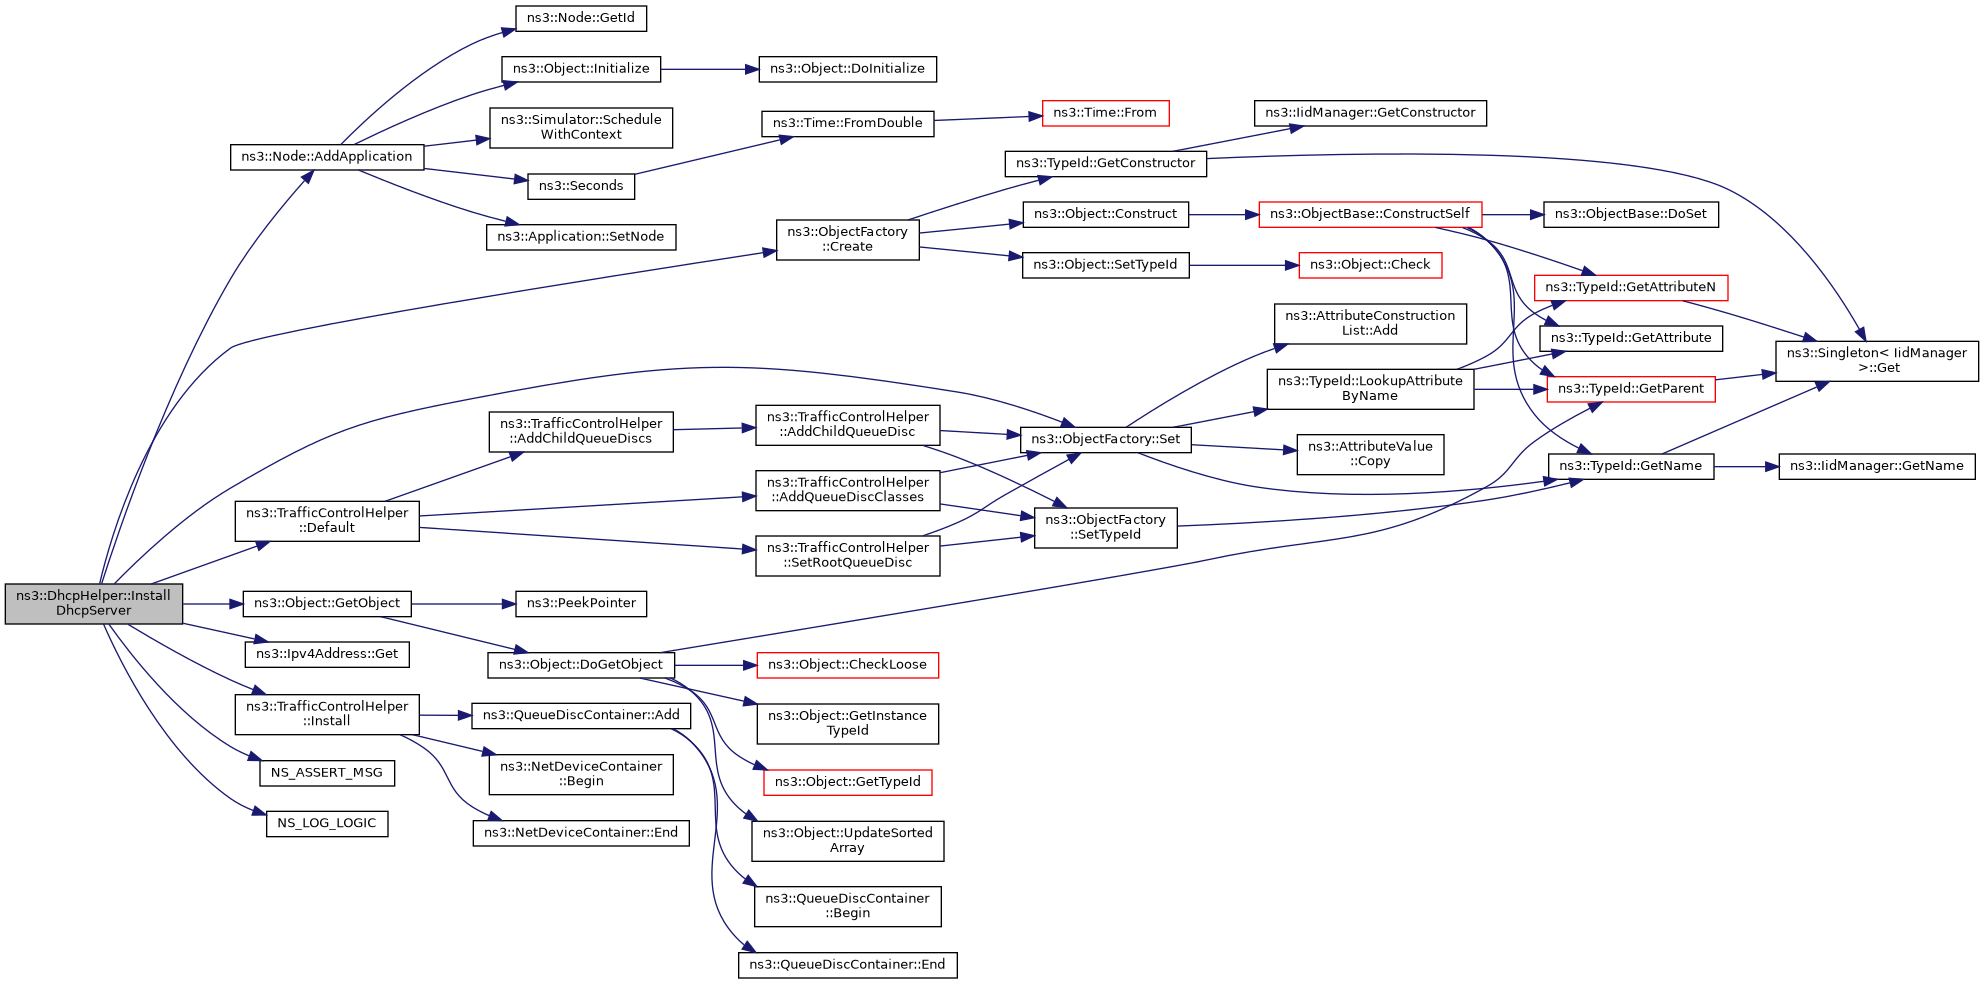 ns3::DhcpHelper::Install
DhcpServer
ns3::Node::AddApplication
ns3::Node::GetId
ns3::Object::Initialize
ns3::Object::DoInitialize
ns3::Simulator::Schedule
WithContext
ns3::Seconds
ns3::Time::FromDouble
ns3::Time::From
ns3::Application::SetNode
ns3::ObjectFactory
::Create
ns3::TypeId::GetConstructor
ns3::IidManager::GetConstructor
ns3::Object::Construct
ns3::ObjectBase::ConstructSelf
ns3::ObjectBase::DoSet
ns3::Object::SetTypeId
ns3::Object::Check
ns3::TypeId::GetAttributeN
ns3::TypeId::GetAttribute
ns3::Singleton< IidManager
>::Get
ns3::AttributeConstruction
List::Add
ns3::TypeId::LookupAttribute
ByName
ns3::TypeId::GetParent
ns3::TrafficControlHelper
::AddChildQueueDiscs
ns3::TrafficControlHelper
::AddChildQueueDisc
ns3::ObjectFactory::Set
ns3::AttributeValue
::Copy
ns3::TypeId::GetName
ns3::IidManager::GetName
ns3::TrafficControlHelper
::AddQueueDiscClasses
ns3::TrafficControlHelper
::Default
ns3::ObjectFactory
::SetTypeId
ns3::TrafficControlHelper
::SetRootQueueDisc
ns3::Object::GetObject
ns3::PeekPointer
ns3::Ipv4Address::Get
ns3::Object::DoGetObject
ns3::Object::CheckLoose
ns3::TrafficControlHelper
::Install
ns3::QueueDiscContainer::Add
ns3::Object::GetInstance
TypeId
NS_ASSERT_MSG
ns3::NetDeviceContainer
::Begin
ns3::Object::GetTypeId
NS_LOG_LOGIC
ns3::NetDeviceContainer::End
ns3::Object::UpdateSorted
Array
ns3::QueueDiscContainer
::Begin
ns3::QueueDiscContainer::End